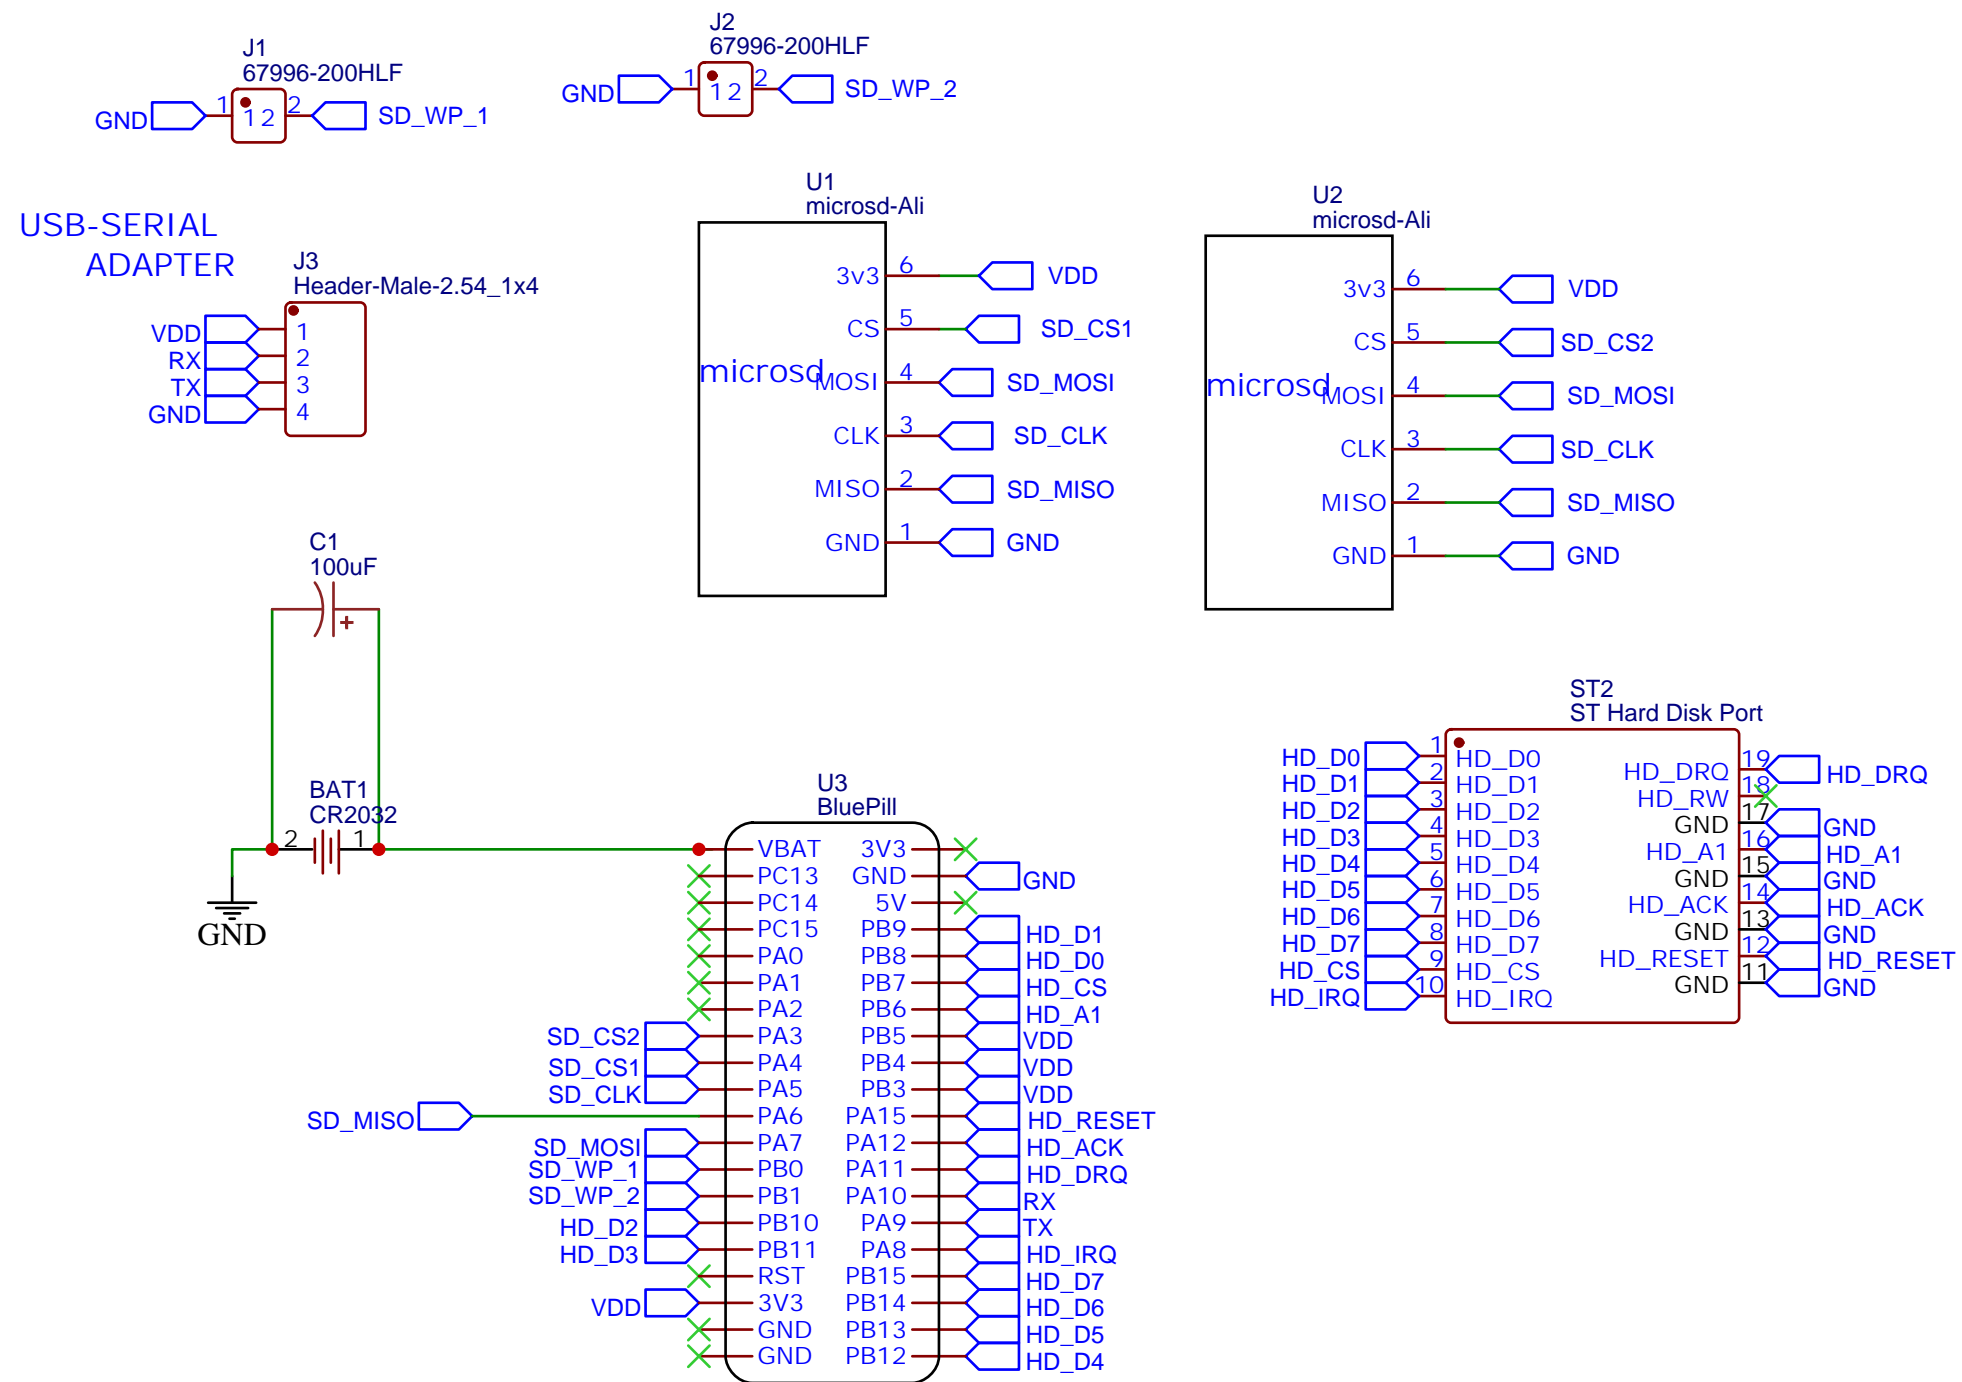 J1
67996-200HLF
GND 1 1 2 2 SD_WP_1
J2
67996-200HLF
GND 1 1 2 2 SD_WP_2
USB-SERIAL
ADAPTER
J3
Header-Male-2.54_1x4
VDD 1
RX 2
TX 3
GND 4
U1
microsd-Ali
microsd
3v3 6 VDD
CS 5 SD_CS1
MOSI 4 SD_MOSI
CLK 3 SD_CLK
MISO 2 SD_MISO
GND 1 GND
U2
microsd-Ali
microsd
3v3 6 VDD
CS 5 SD_CS2
MOSI 4 SD_MOSI
CLK 3 SD_CLK
MISO 2 SD_MISO
GND 1 GND
C1
100uF
+
BAT1
CR2032
2 1
GND
U3
BluePill
VBAT 3V3
PC13 GND GND
PC14 5V
PC15 PB9 HD_D1
PA0 PB8 HD_D0
PA1 PB7 HD_CS
PA2 PB6 HD_A1
SD_CS2 PA3 PB5 VDD
SD_CS1 PA4 PB4 VDD
SD_CLK PA5 PB3 VDD
SD_MISO PA6 PA15 HD_RESET
SD_MOSI PA7 PA12 HD_ACK
SD_WP_1 PB0 PA11 HD_DRQ
SD_WP_2 PB1 PA10 RX
HD_D2 PB10 PA9 TX
HD_D3 PB11 PA8 HD_IRQ
RST PB15 HD_D7
VDD 3V3 PB14 HD_D6
GND PB13 HD_D5
GND PB12 HD_D4
ST2
ST Hard Disk Port
HD_D0 1 HD_D0
HD_D1 2 HD_D1
HD_D2 3 HD_D2
HD_D3 4 HD_D3
HD_D4 5 HD_D4
HD_D5 6 HD_D5
HD_D6 7 HD_D6
HD_D7 8 HD_D7
HD_CS 9 HD_CS
HD_IRQ 10 HD_IRQ
HD_DRQ 19 HD_DRQ
HD_RW 18
GND 17 GND
HD_A1 16 HD_A1
GND 15 GND
HD_ACK 14 HD_ACK
GND 13 GND
HD_RESET 12 HD_RESET
GND 11 GND